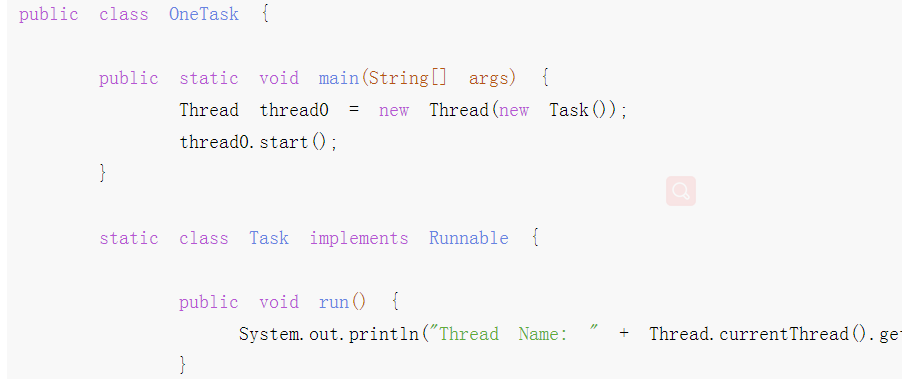 public class OneTask {
public static void main(String[] args) {
Thread thread0 = new Thread(new Task());
thread0.start();
}
static class Task implements Runnable {
public void run() {
System.out.println("Thread Name: " + Thread.currentThread().ge
}